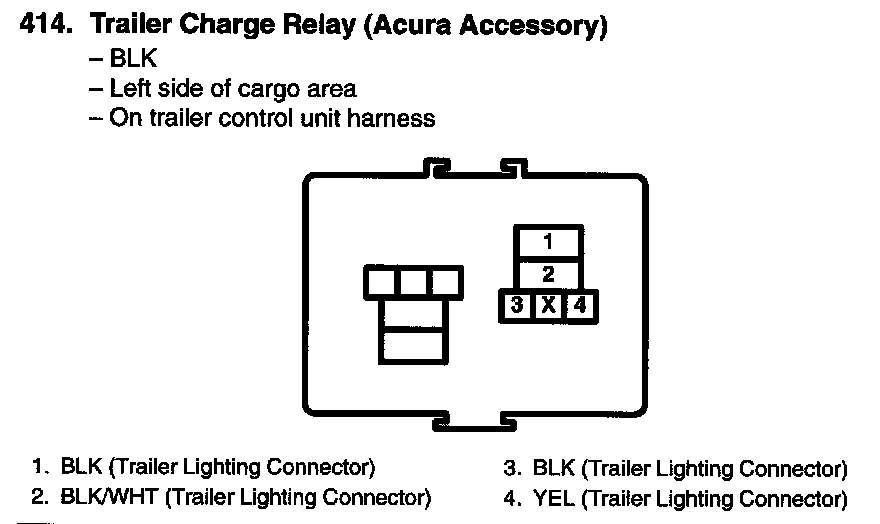 414. Trailer Charge Relay (Acura Accessory)
– BLK
– Left side of cargo area
– On trailer control unit harness
1
2
3 X 4
1. BLK (Trailer Lighting Connector)
2. BLK/WHT (Trailer Lighting Connector)
3. BLK (Trailer Lighting Connector)
4. YEL (Trailer Lighting Connector)